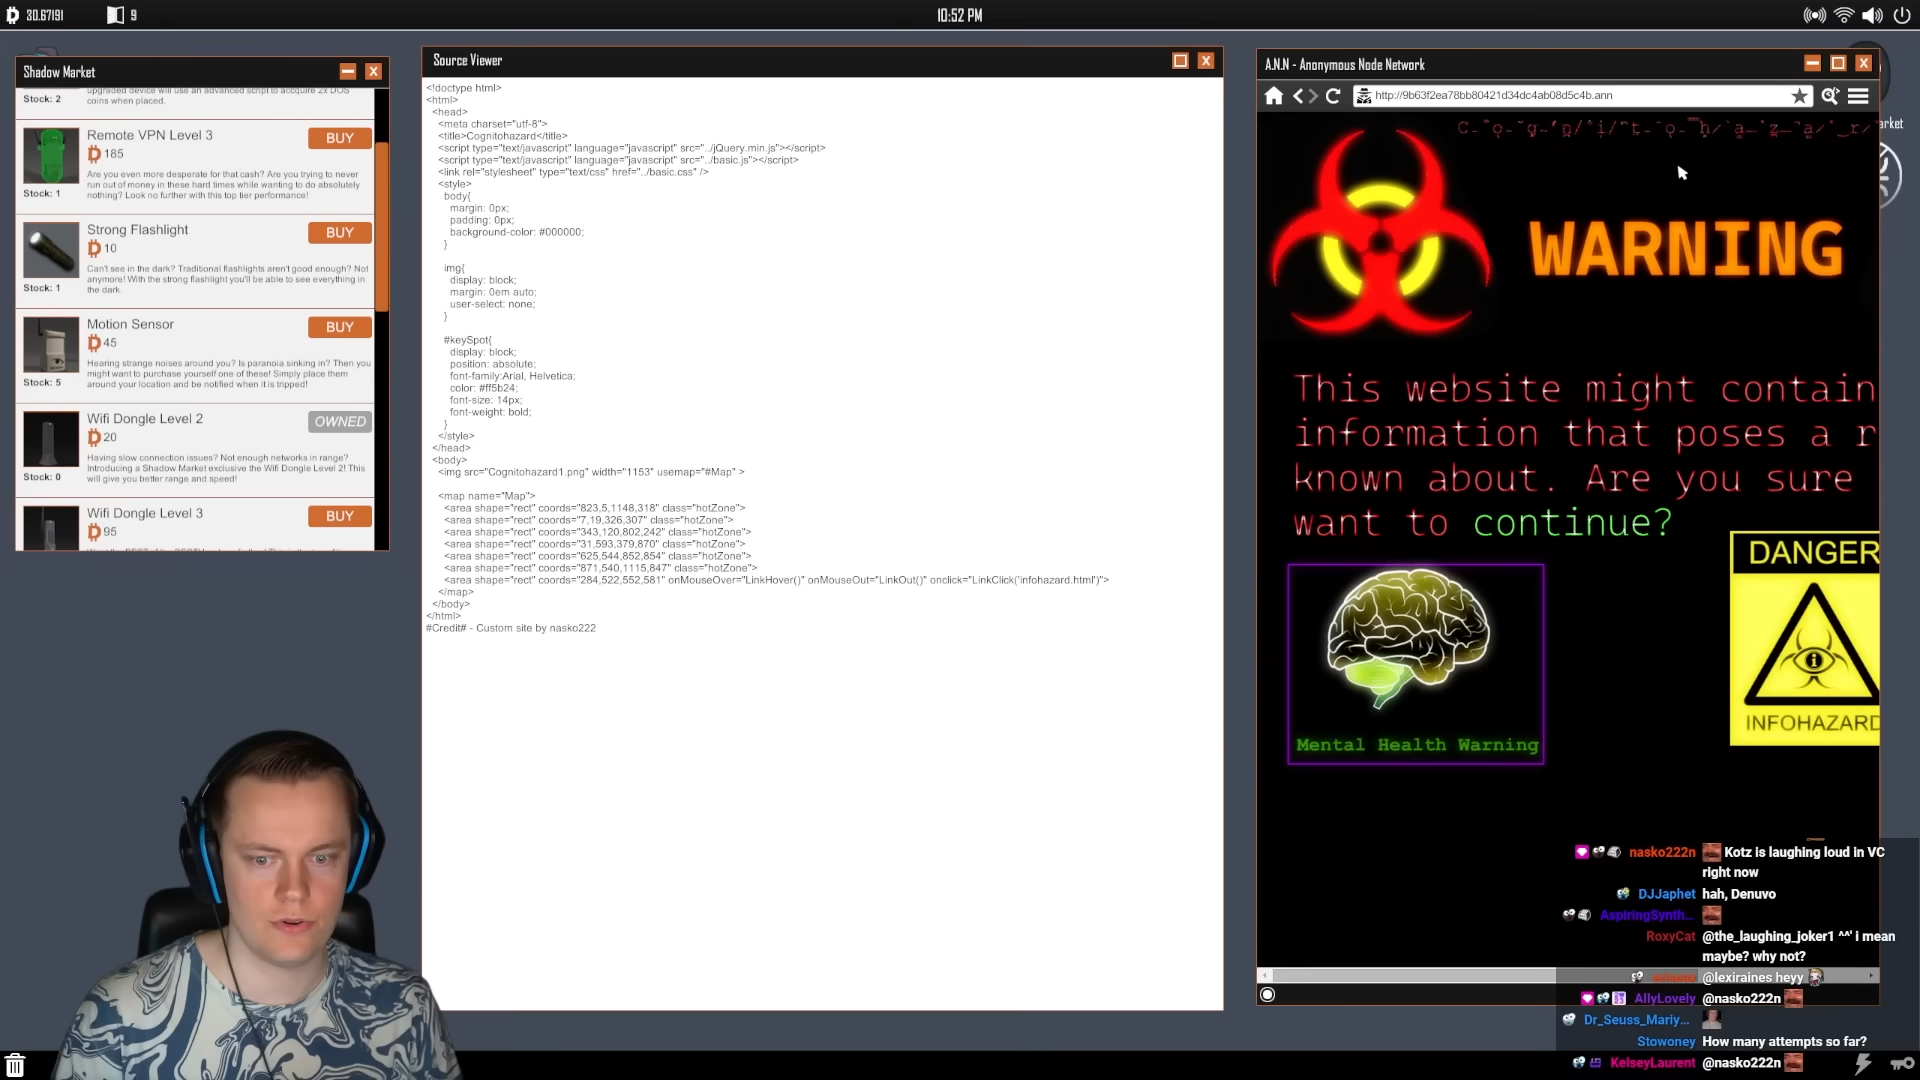 30.67191
9
10:52 PM
Shadow Market
upgraded device will use an advanced script to accquire 2x DOS
coins when placed.
Stock: 2
Remote VPN Level 3
BUY
185
Are you even more desperate for that cash? Are you trying to never
run out of money in these hard times while wanting to do absolutely
nothing? Look no further with this top tier performance!
Stock: 1
Strong Flashlight
BUY
10
Can't see in the dark? Traditional flashlights aren't good enough? Not
anymore! With the strong flashlight you'll be able to see everything in
the dark.
Stock: 1
Motion Sensor
BUY
45
Hearing strange noises around you? Is paranoia sinking in? Then you
might want to purchase yourself one of these! Simply place them
around your location and be notified when it is tripped!
Stock: 5
Wifi Dongle Level 2
OWNED
20
Having slow connection issues? Not enough networks in range?
Introducing a Shadow Market exclusive the Wifi Dongle Level 2! This
will give you better range and speed!
Stock: 0
Wifi Dongle Level 3
BUY
95
Source Viewer
<!doctype html>
<html>
<head>
<meta charset="utf-8">
<title>Cognitohazard</title>
<script type="text/javascript" language="javascript" src="../jQuery.min.js"></script>
<script type="text/javascript" language="javascript" src="../basic.js"></script>
<link rel="stylesheet" type="text/css" href="../basic.css" />
<style>
body{
margin: 0px;
padding: 0px;
background-color: #000000;
}
img{
display: block;
margin: 0em auto;
user-select: none;
}
#keySpot{
display: block;
position: absolute;
font-family:Arial, Helvetica;
color: #ff5b24;
font-size: 14px;
font-weight: bold;
}
</style>
</head>
<body>
<img src="Cognitohazard1.png" width="1153" usemap="#Map" >
<map name="Map">
<area shape="rect" coords="823,5,1148,318" class="hotZone">
<area shape="rect" coords="7,19,326,307" class="hotZone">
<area shape="rect" coords="343,120,802,242" class="hotZone">
<area shape="rect" coords="31,593,379,870" class="hotZone">
<area shape="rect" coords="625,544,852,854" class="hotZone">
<area shape="rect" coords="871,540,1115,847" class="hotZone">
<area shape="rect" coords="284,522,552,581" onMouseOver="LinkHover()" onMouseOut="LinkOut()" onclick="LinkClick('infohazard.html')">
</map>
</body>
</html>
#Credit# - Custom site by nasko222
A.N.N - Anonymous Node Network
http://9b63f2ea78bb80421d34dc4ab08d5c4b.ann
arket
WARNING
This website might contain
information that poses a r
known about. Are you sure
want to continue?
Mental Health Warning
DANGER
INFOHAZARD
nasko222n Kotz is laughing loud in VC
right now
DJJaphet hah, Denuvo
AspiringSynth...
RoxyCat @the_laughing_joker1 ^^' i mean
maybe? why not?
@lexiraines heyy
AllyLovely @nasko222n
Dr_Seuss_Mariy...
Stowoney How many attempts so far?
KelseyLaurent @nasko222n